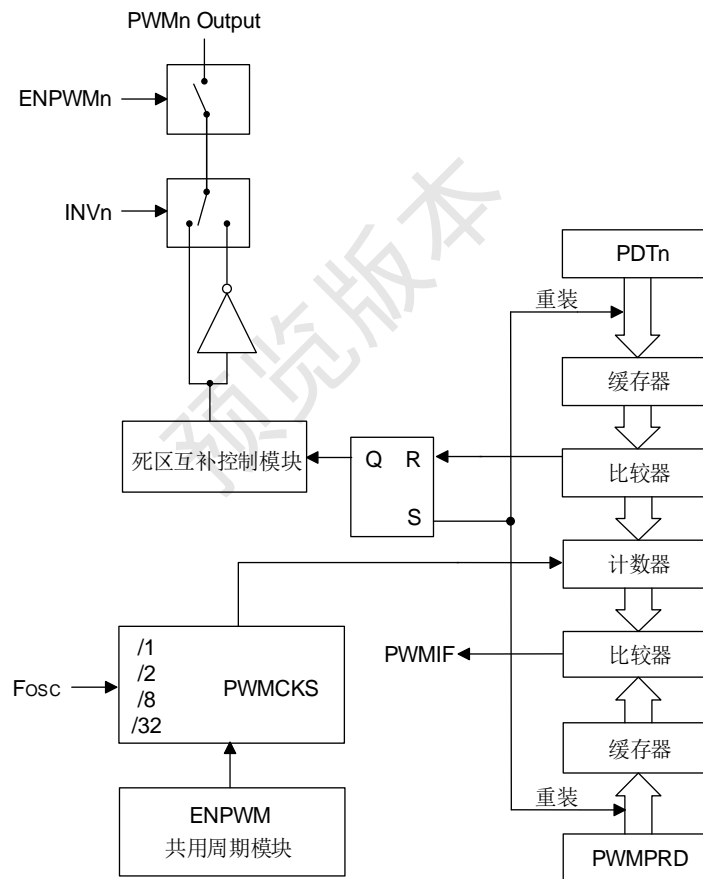 PWMn Output
ENPWMn
INVn
PDTn
重装
缓存器
死区互补控制模块
Q R
S
比较器
计数器
/1
/2
/8
/32
PWMCKS
Fosc
PWMIF
比较器
缓存器
ENPWM
共用周期模块
重装
PWMPRD
预览版本